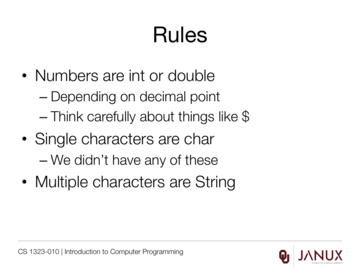 Rules
• Numbers are int or double
– Depending on decimal point
– Think carefully about things like $
• Single characters are char
– We didn't have any of these
• Multiple characters are String
CS 1323-010 | Introduction to Computer Programming
JANUX